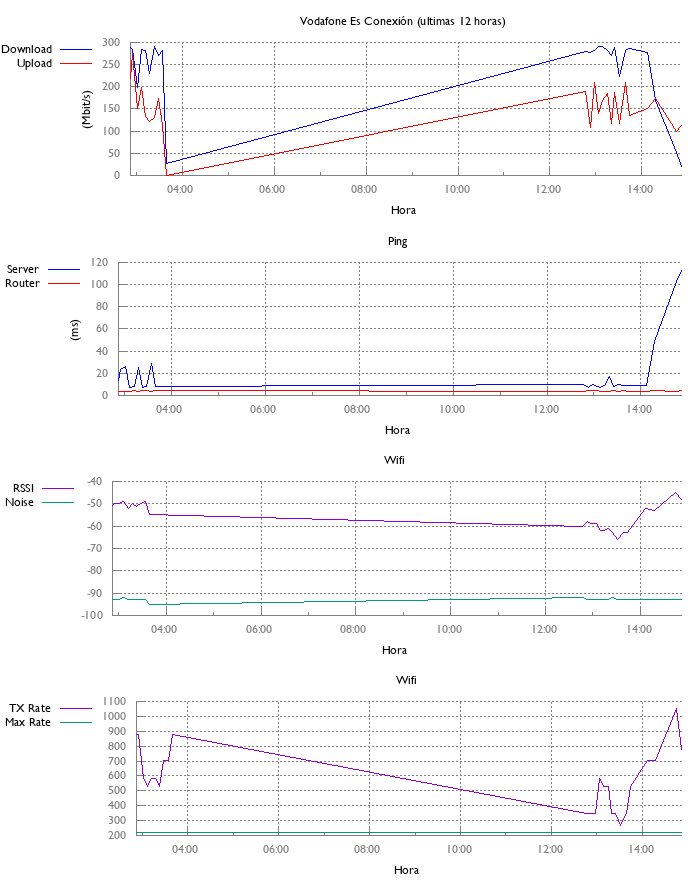 Vodafone Es Conexión (ultimas 12 horas)
Download
Upload
(Mbit/s)
300
250
200
150
100
50
0
04:00 06:00 08:00 10:00 12:00 14:00
Hora
Ping
Server
Router
(ms)
120
100
80
60
40
20
0
04:00 06:00 08:00 10:00 12:00 14:00
Hora
Wifi
RSSI
Noise
-40
-50
-60
-70
-80
-90
-100
04:00 06:00 08:00 10:00 12:00 14:00
Hora
Wifi
TX Rate
Max Rate
1100
1000
900
800
700
600
500
400
300
200
04:00 06:00 08:00 10:00 12:00 14:00
Hora